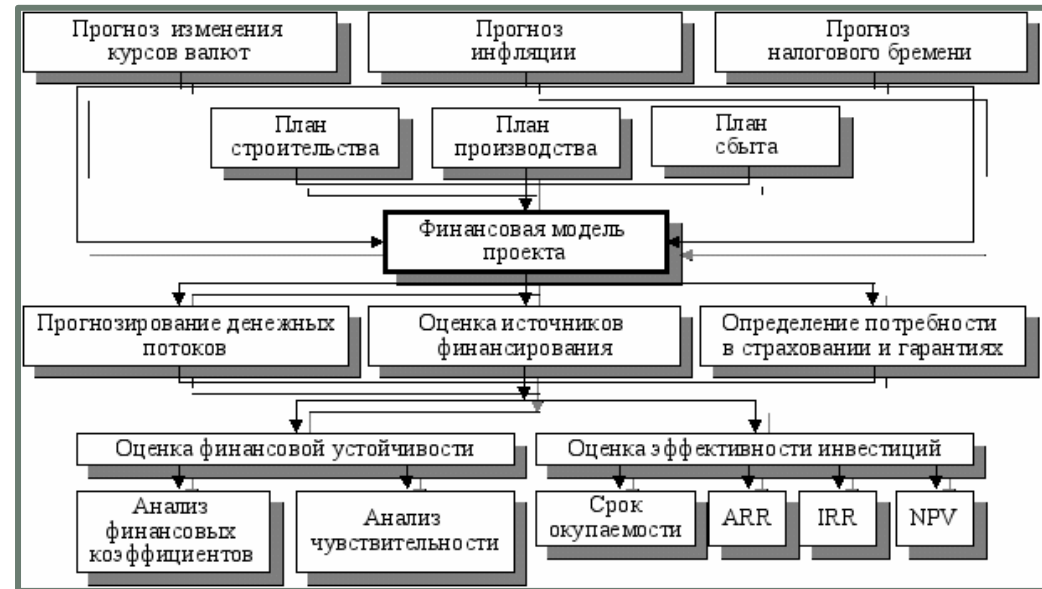 Прогноз изменения
курсов валют
Прогноз
инфляции
Прогноз
налогового бремени
План
строительства
План
производства
План
сбыта
Финансовая модель
проекта
Прогнозирование денежных
потоков
Оценка источников
финансирования
Определение потребности
в страховании и гарантиях
Оценка финансовой устойчивости
Оценка эффективности инвестиций
Анализ
финансовых
коэффициентов
Анализ
чувствительности
Срок
окупаемости
ARR
IRR
NPV